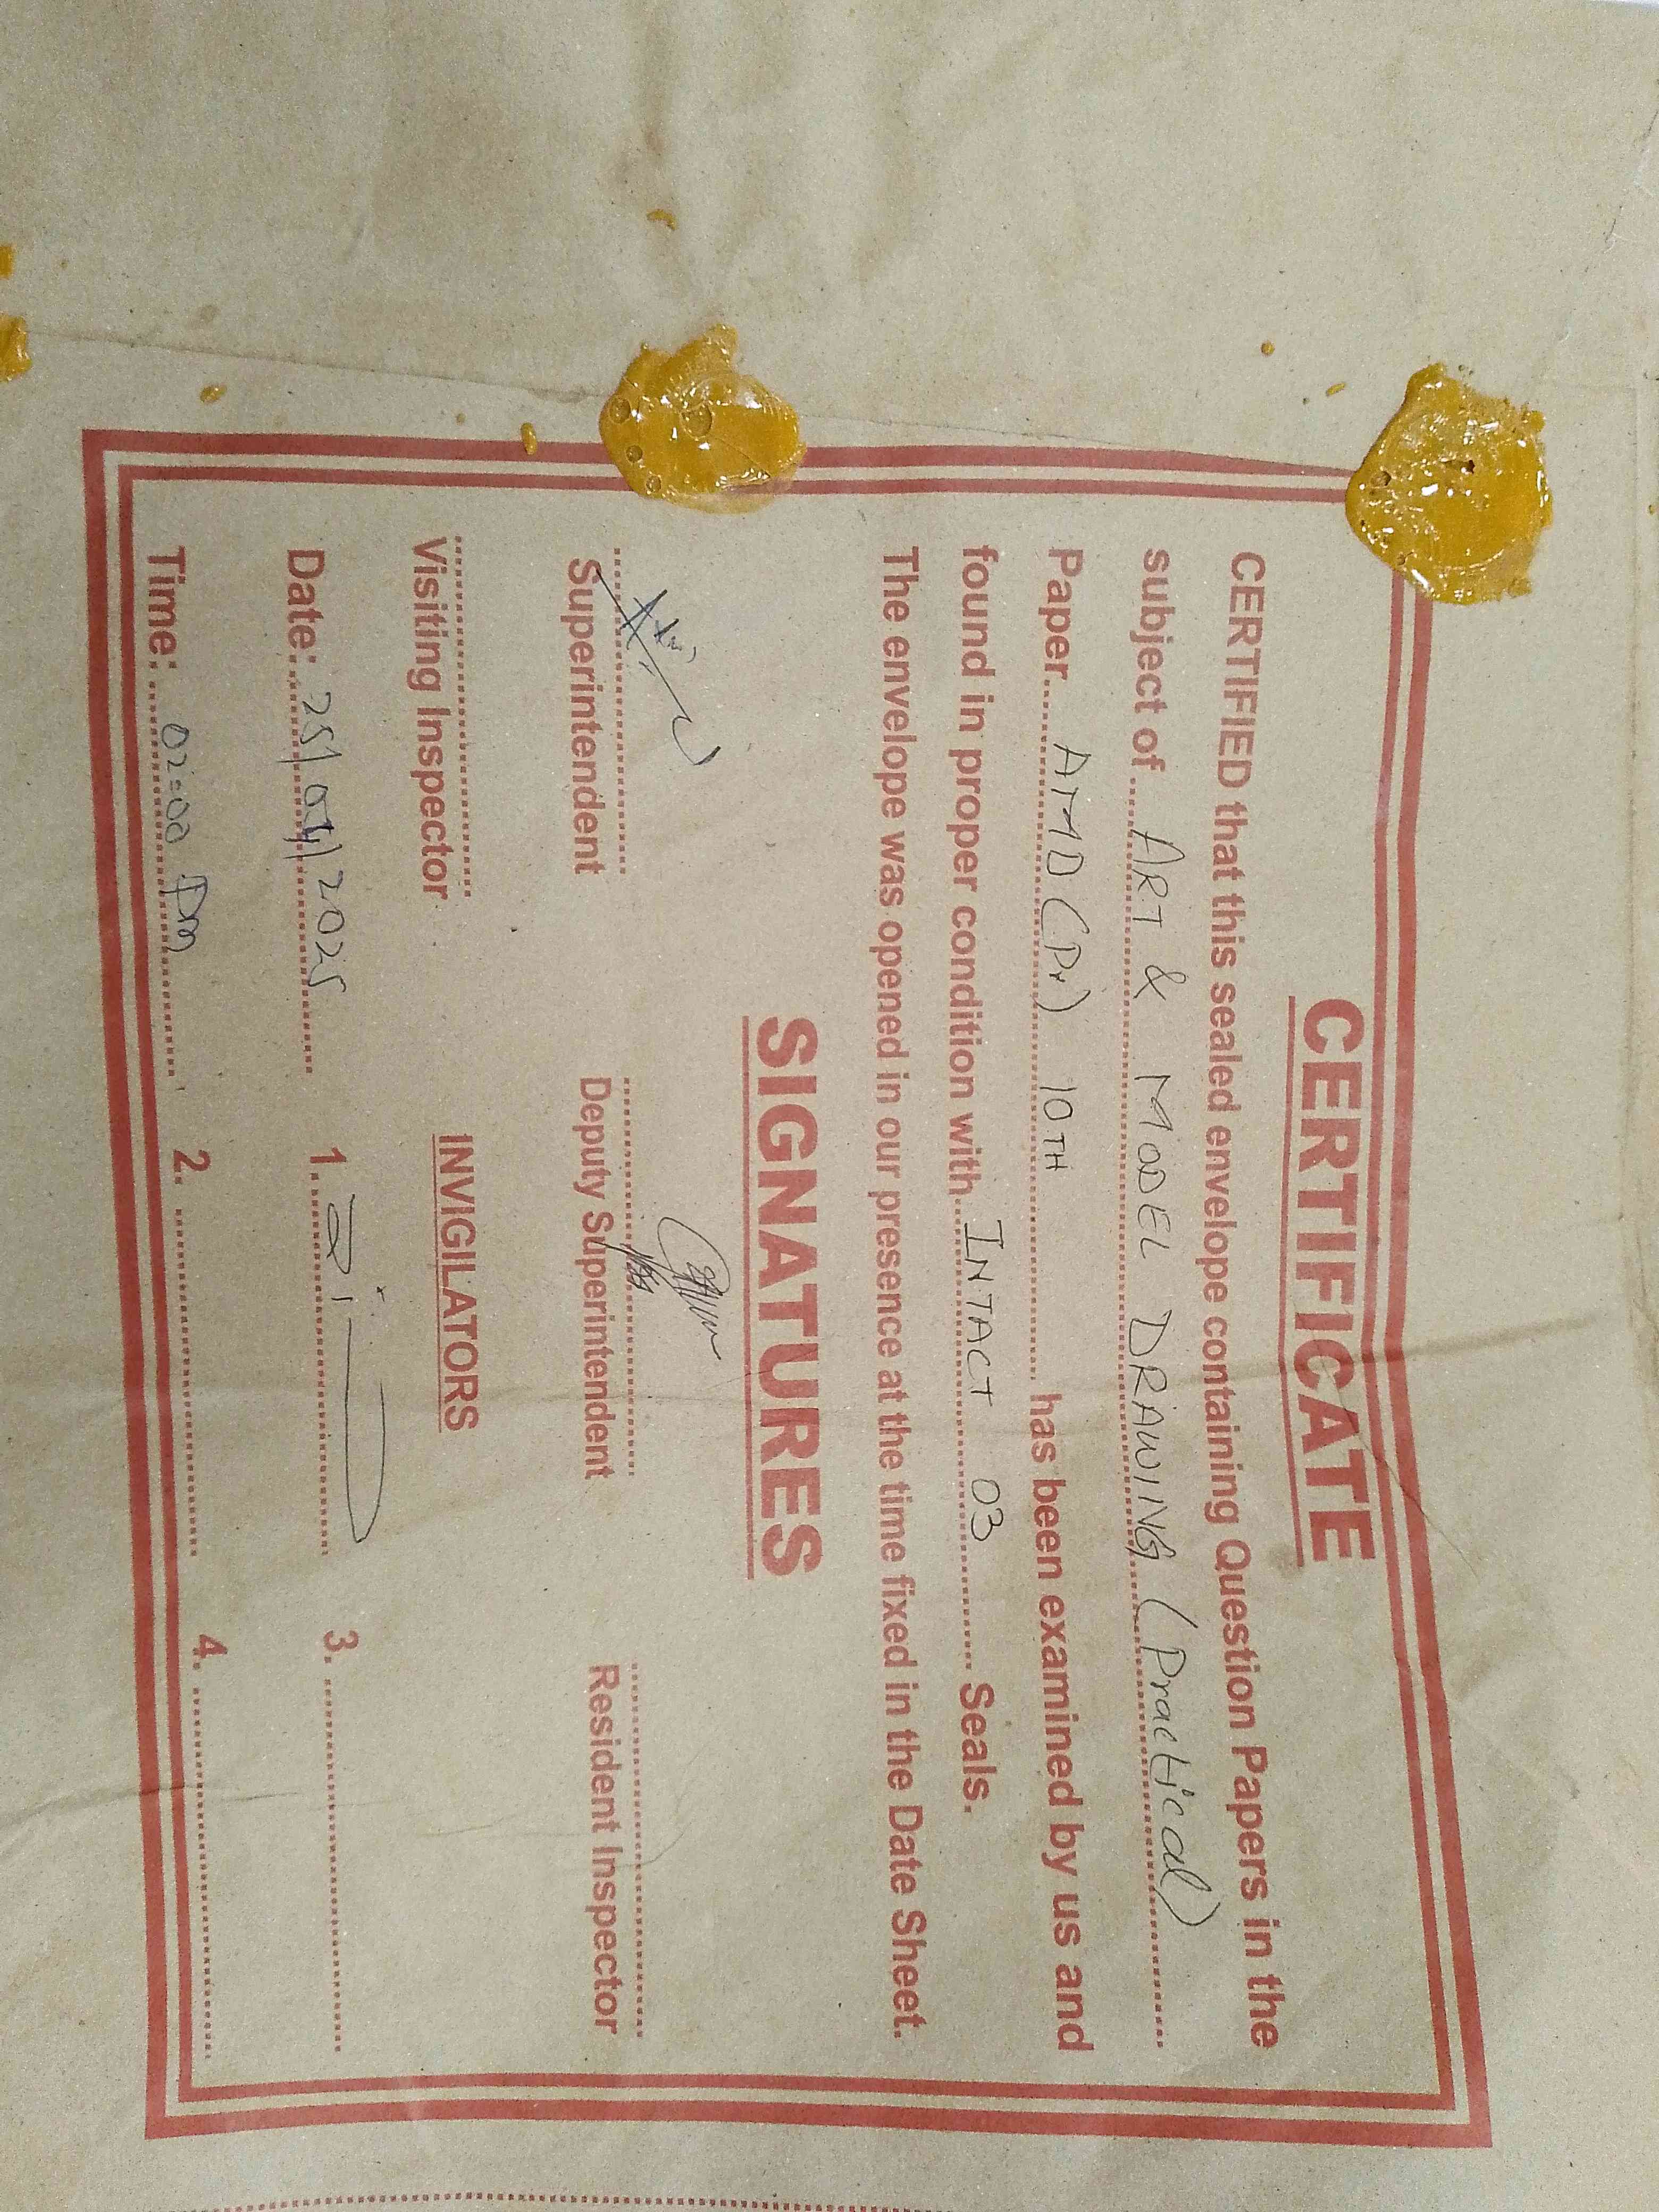 CERTIFICATE
CERTIFIED that this sealed envelope containing Question Papers in the
subject of ART & MODEL DRAWING (Practical)
Paper AMD (Pr) 10TH has been examined by us and
found in proper condition with INTACT 03 Seals.
The envelope was opened in our presence at the time fixed in the Date Sheet.
SIGNATURES
Superintendent Deputy Superintendent Resident Inspector
Visiting Inspector INVIGILATORS
Date: 25/04/2025 1. 3.
Time: 02:00 Pm 2. 4.